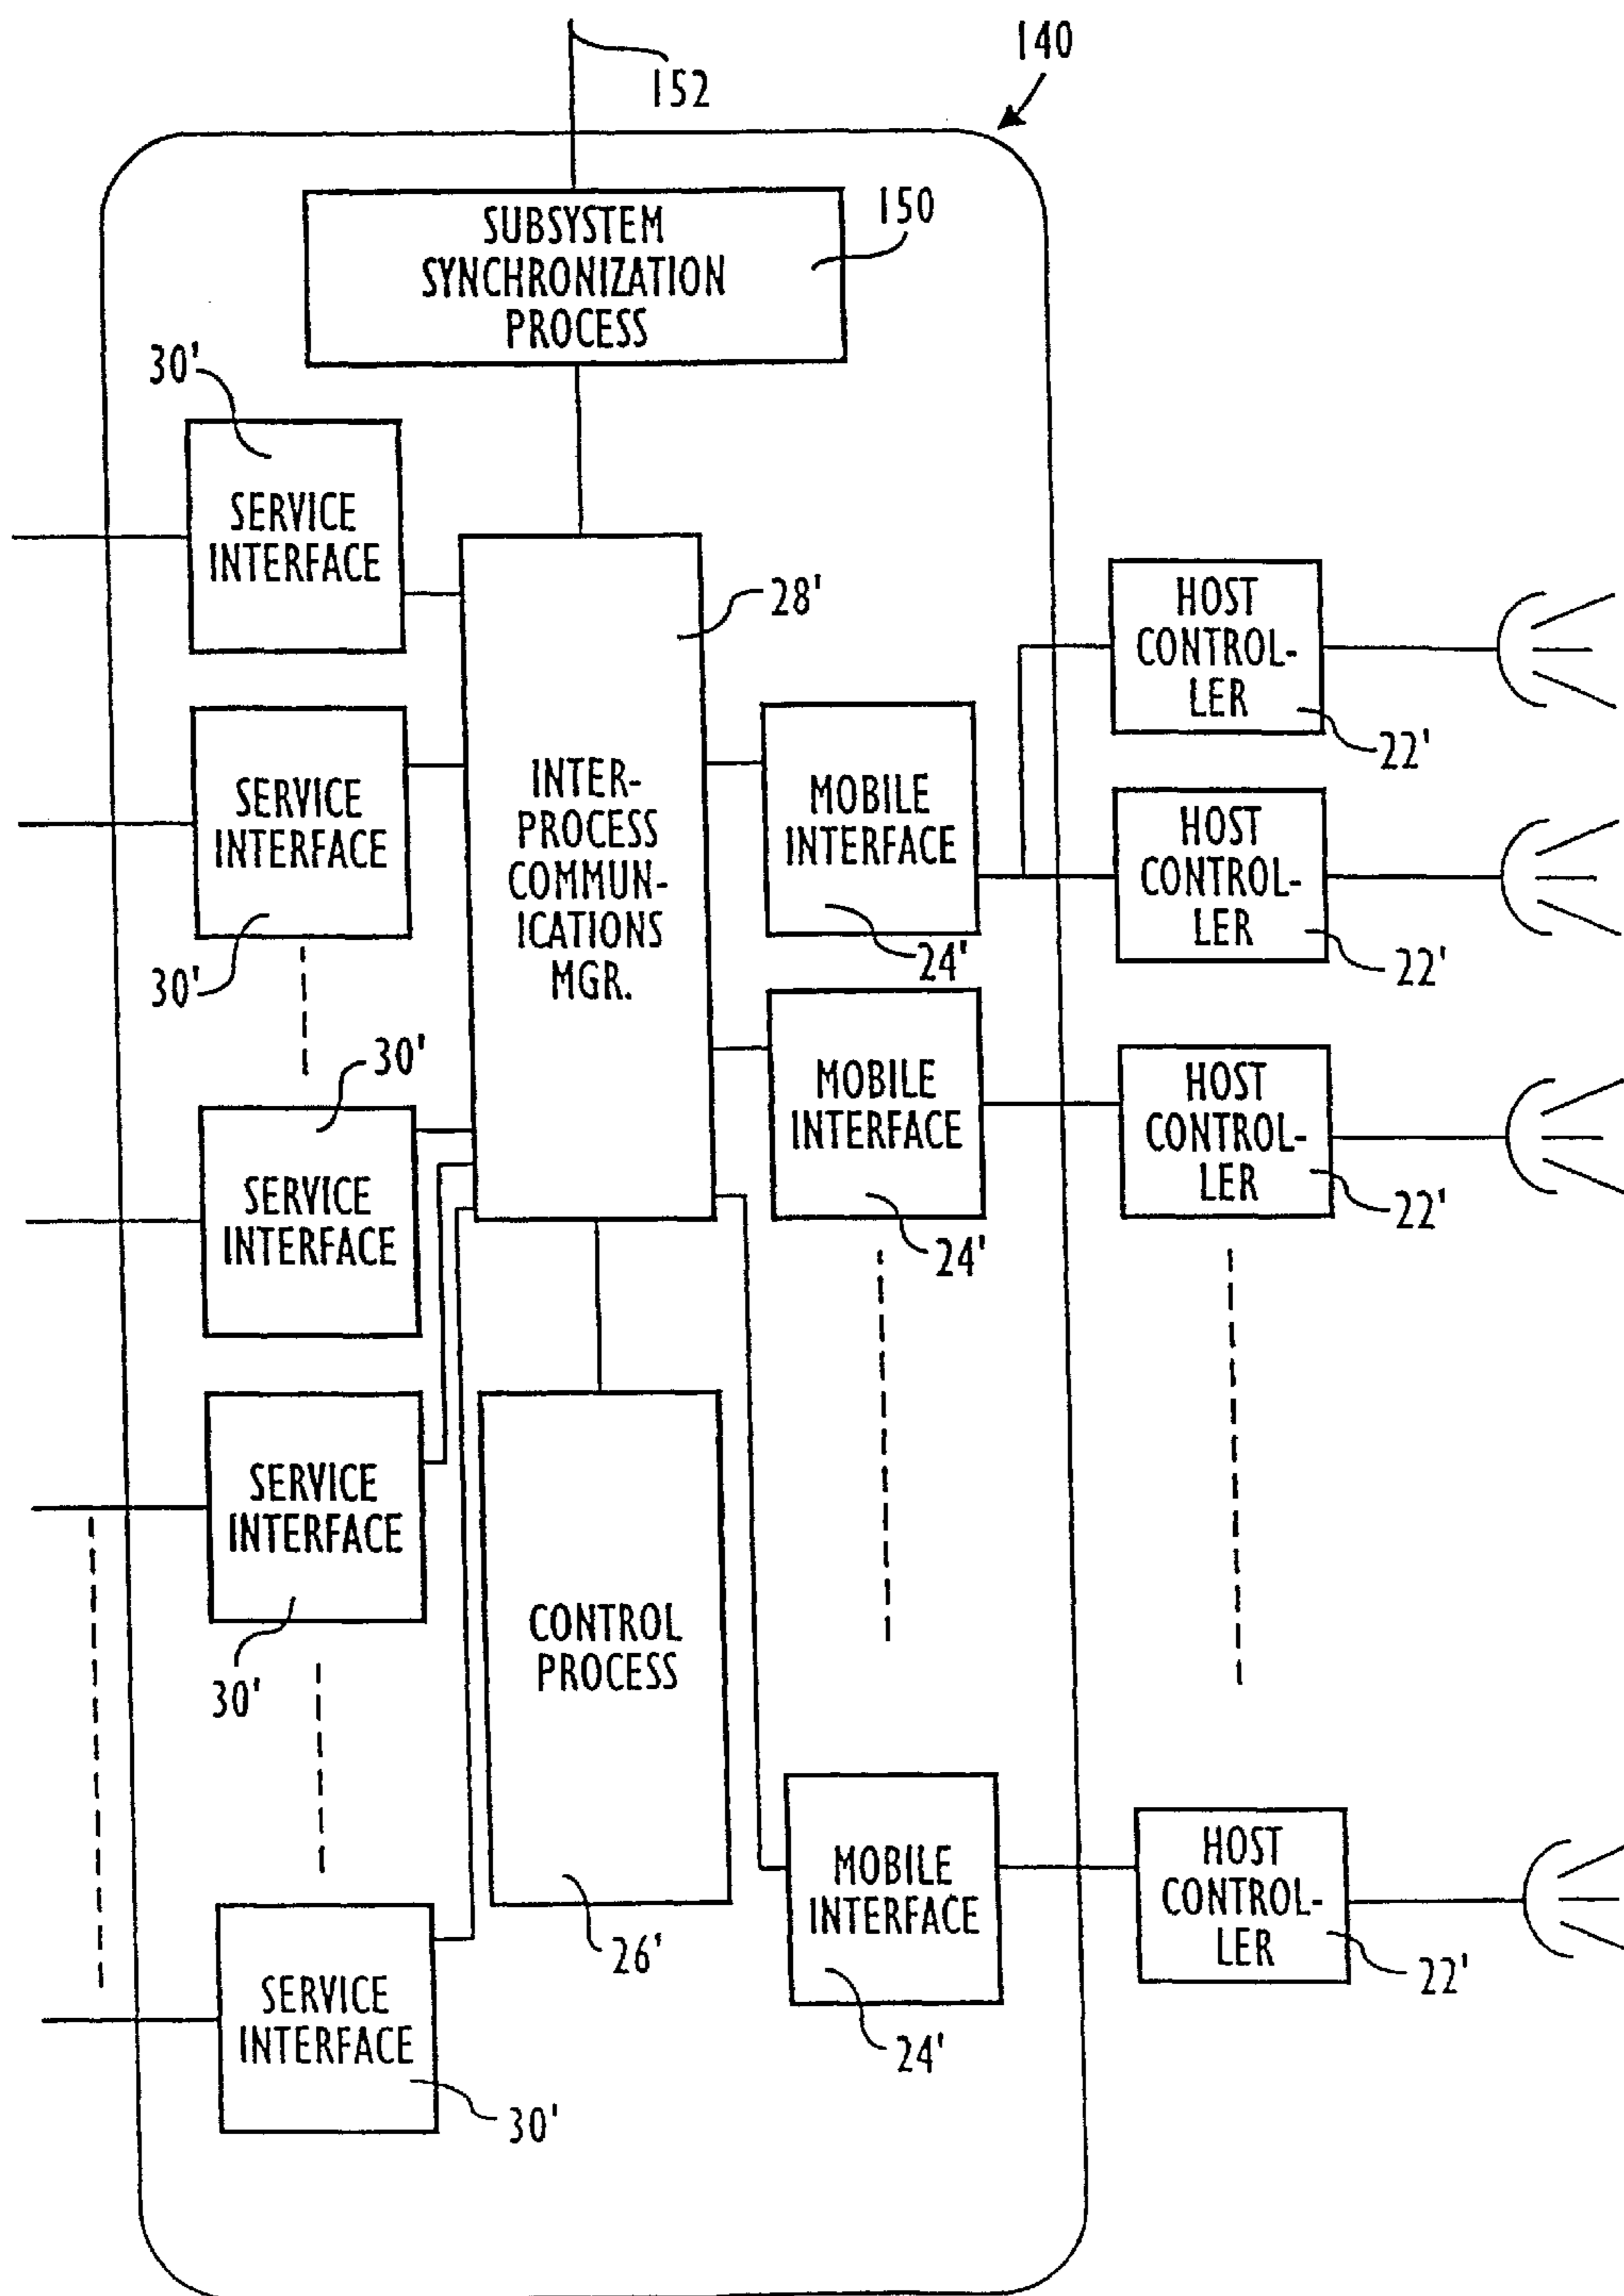 140
152
SUBSYSTEM
SYNCHRONIZATION
PROCESS
150
30'
SERVICE
INTERFACE
28'
HOST
CONTROL-
LER
22'
SERVICE
INTERFACE
30'
INTER-
PROCESS
COMMUN-
ICATIONS
MGR.
MOBILE
INTERFACE
24'
HOST
CONTROL-
LER
22'
30'
SERVICE
INTERFACE
MOBILE
INTERFACE
24'
HOST
CONTROL-
LER
22'
SERVICE
INTERFACE
30'
CONTROL
PROCESS
26'
MOBILE
INTERFACE
24'
HOST
CONTROL-
LER
22'
SERVICE
INTERFACE
30'